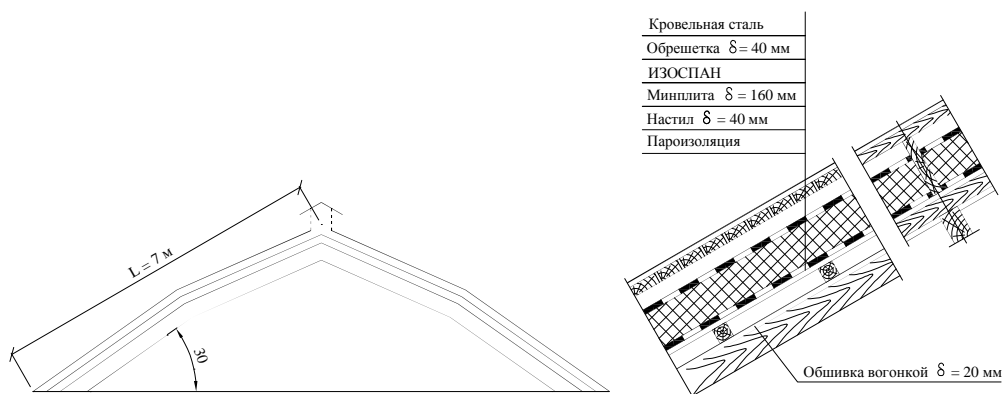 Кровельная сталь
Обрешетка δ = 40 мм
ИЗОСПАН
Минплита δ = 160 мм
Настил δ = 40 мм
Пароизоляция
L = 7 м
30
Обшивка вогонкой δ = 20 мм